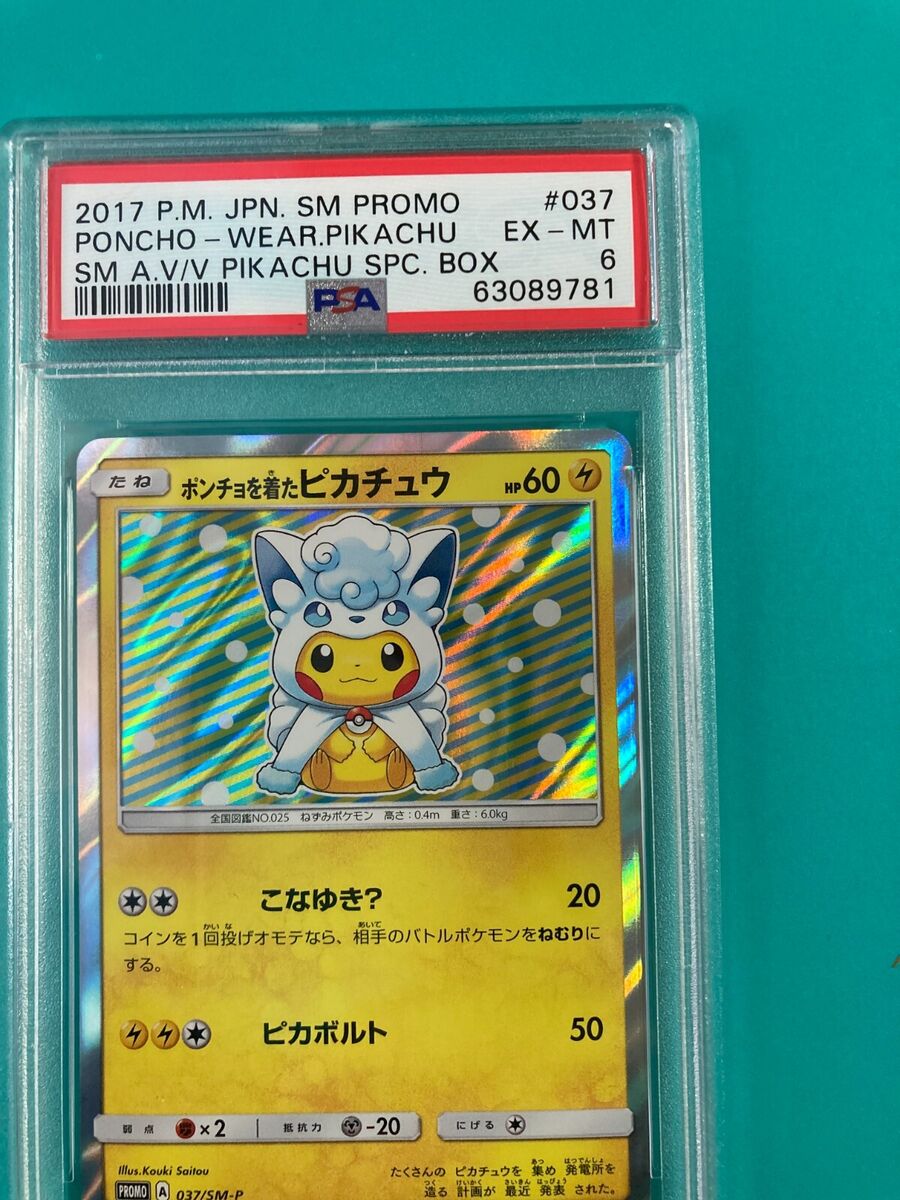 2017 P.M. JPN. SM PROMO #037
PONCHO-WEAR.PIKACHU EX-MT
SM A.V/V PIKACHU SPC. BOX 6
PSA 63089781
たね ポンチョを着たピカチュウ HP60
全国図鑑NO.025 ねずみポケモン 高さ:0.4m 重さ:6.0kg
こなゆき? 20
コインを1回投げオモテなら、相手のバトルポケモンをねむりに
する。
ピカボルト 50
弱点 ×2 抵抗力 -20 にげる
Illus.Kouki Saitou
たくさんの ピカチュウを 集め 発電所を
PROMO A 037/SM-P
造る 計画が 最近 発表 された。